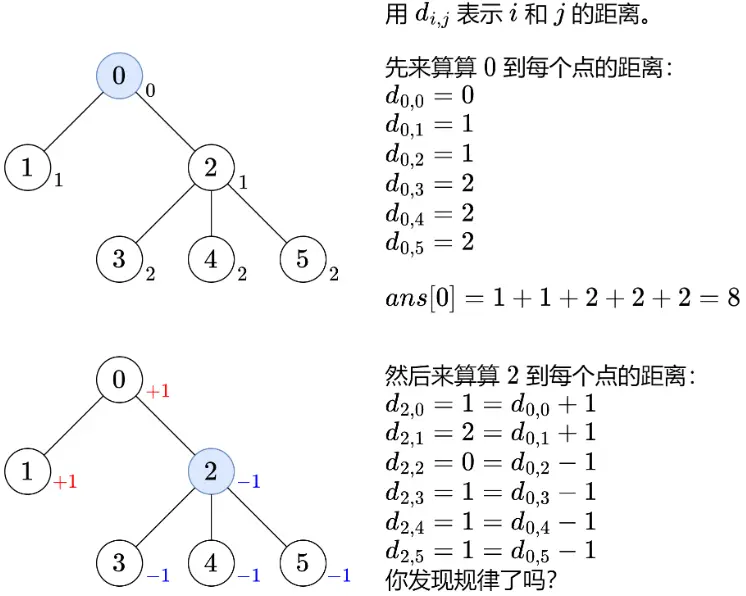 用 d_{i,j} 表示 i 和 j 的距离。
先来算算 0 到每个点的距离：
d_{0,0} = 0
d_{0,1} = 1
d_{0,2} = 1
d_{0,3} = 2
d_{0,4} = 2
d_{0,5} = 2
ans[0] = 1 + 1 + 2 + 2 + 2 = 8
0 0
1 1 2 1
3 2 4 2 5 2
然后来算算 2 到每个点的距离：
d_{2,0} = 1 = d_{0,0} + 1
d_{2,1} = 2 = d_{0,1} + 1
d_{2,2} = 0 = d_{0,2} − 1
d_{2,3} = 1 = d_{0,3} − 1
d_{2,4} = 1 = d_{0,4} − 1
d_{2,5} = 1 = d_{0,5} − 1
你发现规律了吗？
0 +1
1 +1 2 −1
3 −1 4 −1 5 −1